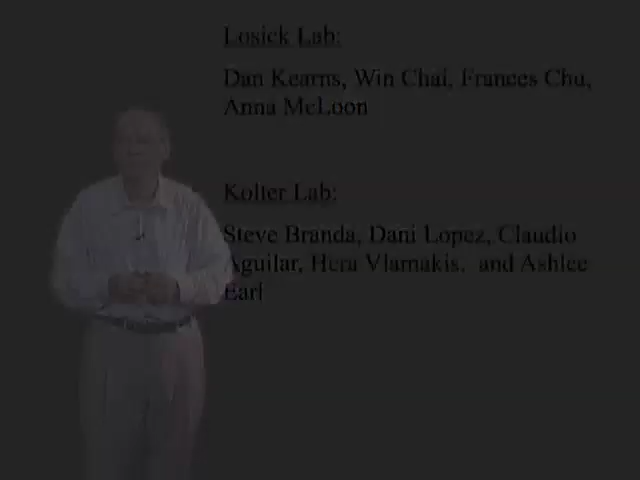 Losick Lab:
Dan Kearns, Win Chai, Frances Chu,
Anna McLoon
Kolter Lab:
Steve Branda, Dani Lopez, Claudio
Aguilar, Hera Vlamakis, and Ashlee
Earl